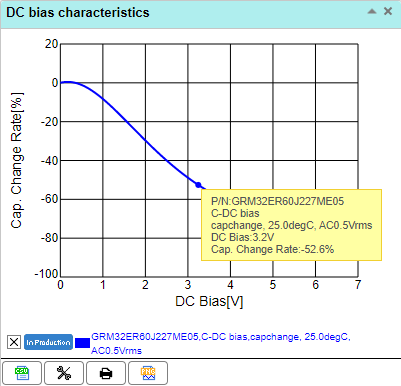 DC bias characteristics
20
0
-20
-40
-60
-80
-100
Cap. Change Rate[%]
P/N:GRM32ER60J227ME05
C-DC bias
capchange, 25.0degC, AC0.5Vrms
DC Bias:3.2V
Cap. Change Rate:-52.6%
0 1 2 3 4 5 6 7
DC Bias[V]
In Production
GRM32ER60J227ME05,C-DC bias,capchange, 25.0degC,
AC0.5Vrms